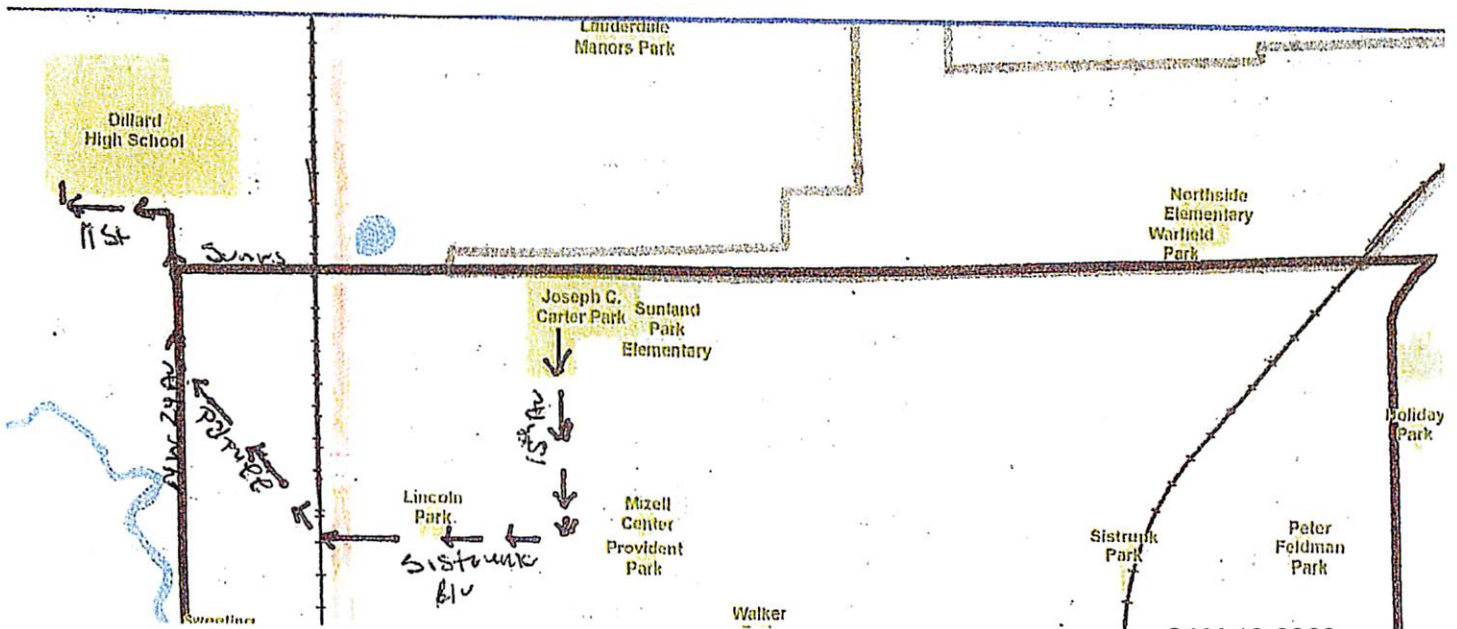 Lauderdale
Manors Park
Dillard
High School
11 St
Sunrs
Northside
Elementary
Warfield
Park
Joseph C.
Carter Park
Sunland
Park
Elementary
15th Av
NW 24 Av
Lincoln
Park
Sistrunk
Blv
Mizell
Center
Provident
Park
Holiday
Park
Sistrunk
Park
Peter
Feldman
Park
Walker